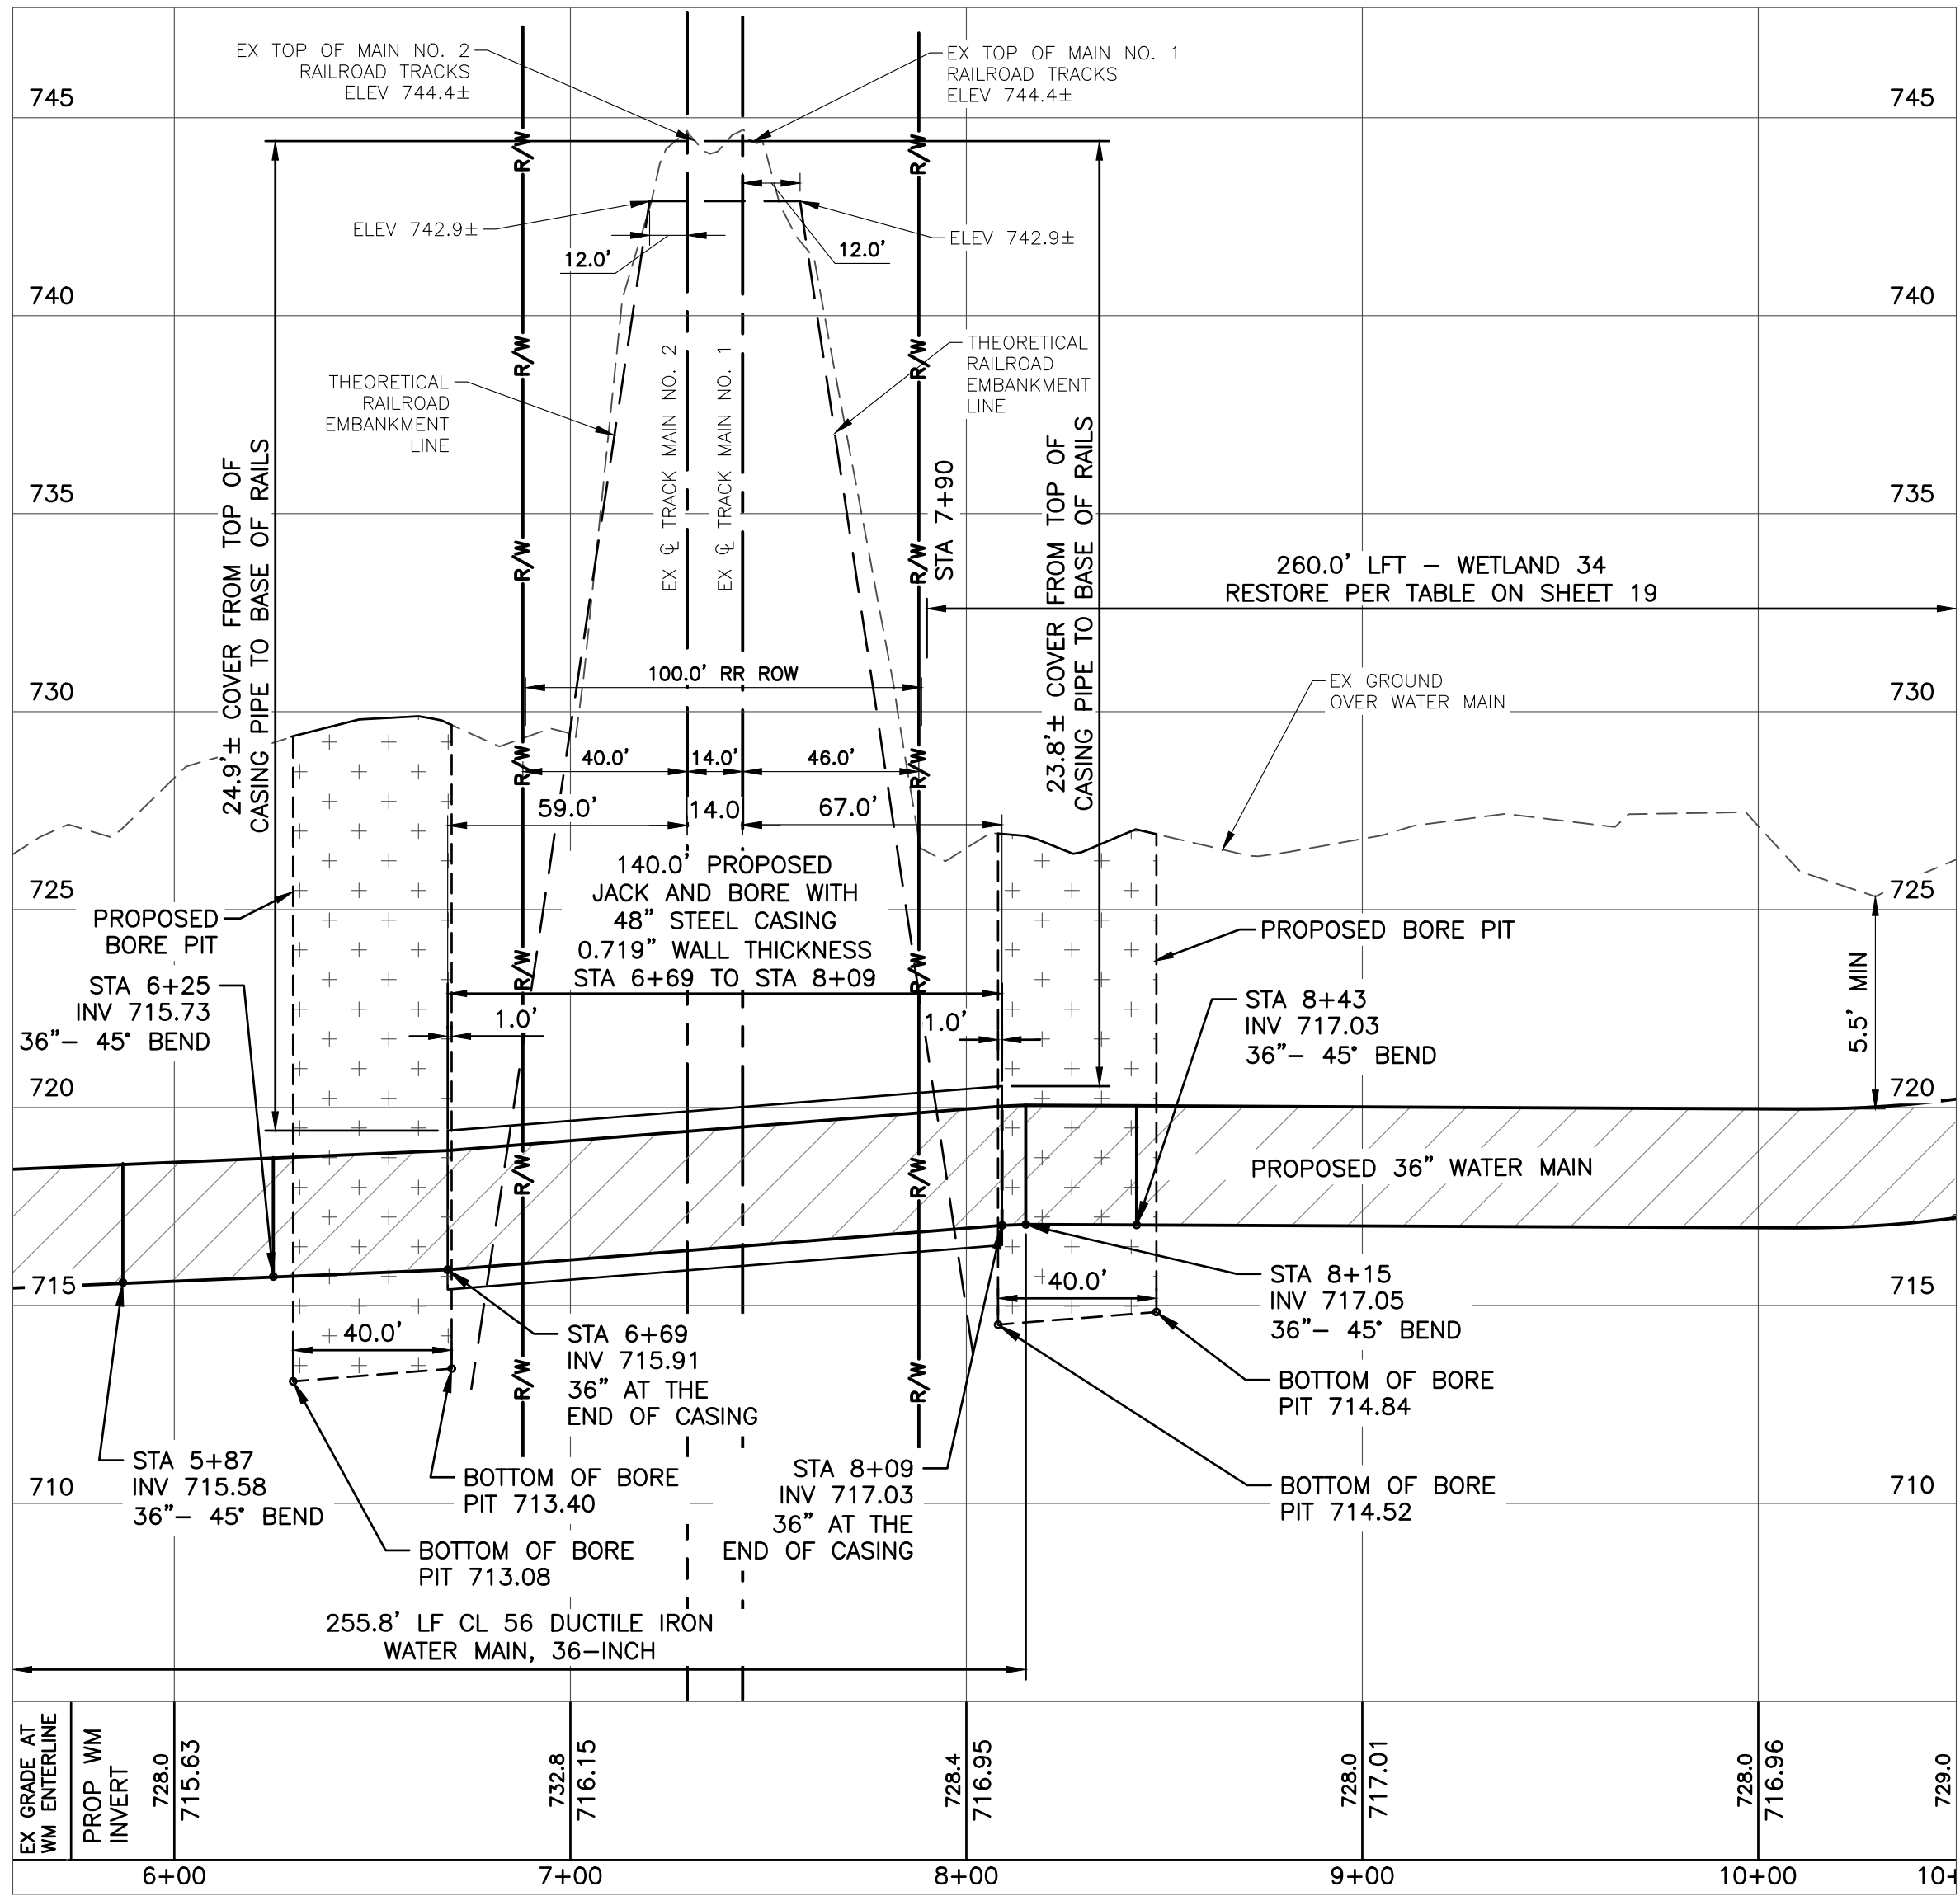 EX TOP OF MAIN NO. 2
RAILROAD TRACKS
ELEV 744.4±
EX TOP OF MAIN NO. 1
RAILROAD TRACKS
ELEV 744.4±
745
745
R/W
R/W
ELEV 742.9±
ELEV 742.9±
12.0'
12.0'
740
740
R/W
R/W
THEORETICAL
RAILROAD
EMBANKMENT
LINE
THEORETICAL
RAILROAD
EMBANKMENT
LINE
EX ℄ TRACK MAIN NO. 2
EX ℄ TRACK MAIN NO. 1
24.9'± COVER FROM TOP OF
CASING PIPE TO BASE OF RAILS
STA 7+90
23.8'± COVER FROM TOP OF
CASING PIPE TO BASE OF RAILS
735
735
R/W
R/W
260.0' LFT – WETLAND 34
RESTORE PER TABLE ON SHEET 19
100.0' RR ROW
EX GROUND
OVER WATER MAIN
730
730
R/W
R/W
40.0'
14.0'
46.0'
59.0'
14.0
67.0'
140.0' PROPOSED
JACK AND BORE WITH
48" STEEL CASING
0.719" WALL THICKNESS
STA 6+69 TO STA 8+09
725
725
PROPOSED
BORE PIT
PROPOSED BORE PIT
R/W
R/W
STA 6+25
INV 715.73
36"– 45° BEND
1.0'
1.0'
STA 8+43
INV 717.03
36"– 45° BEND
5.5' MIN
720
720
R/W
R/W
PROPOSED 36" WATER MAIN
715
715
40.0'
40.0'
STA 8+15
INV 717.05
36"– 45° BEND
STA 6+69
INV 715.91
36" AT THE
END OF CASING
R/W
R/W
BOTTOM OF BORE
PIT 714.84
STA 5+87
INV 715.58
36"– 45° BEND
BOTTOM OF BORE
PIT 713.40
STA 8+09
INV 717.03
36" AT THE
END OF CASING
BOTTOM OF BORE
PIT 714.52
710
710
BOTTOM OF BORE
PIT 713.08
255.8' LF CL 56 DUCTILE IRON
WATER MAIN, 36–INCH
EX GRADE AT
WM ENTERLINE
PROP WM
INVERT
728.0
715.63
732.8
716.15
728.4
716.95
728.0
717.01
728.0
716.96
729.0
6+00
7+00
8+00
9+00
10+00
10+